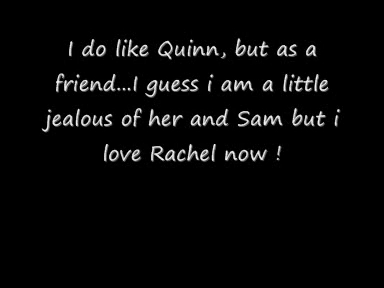 I do like Quinn, but as a
friend...I guess i am a little
jealous of her and Sam but i
love Rachel now !